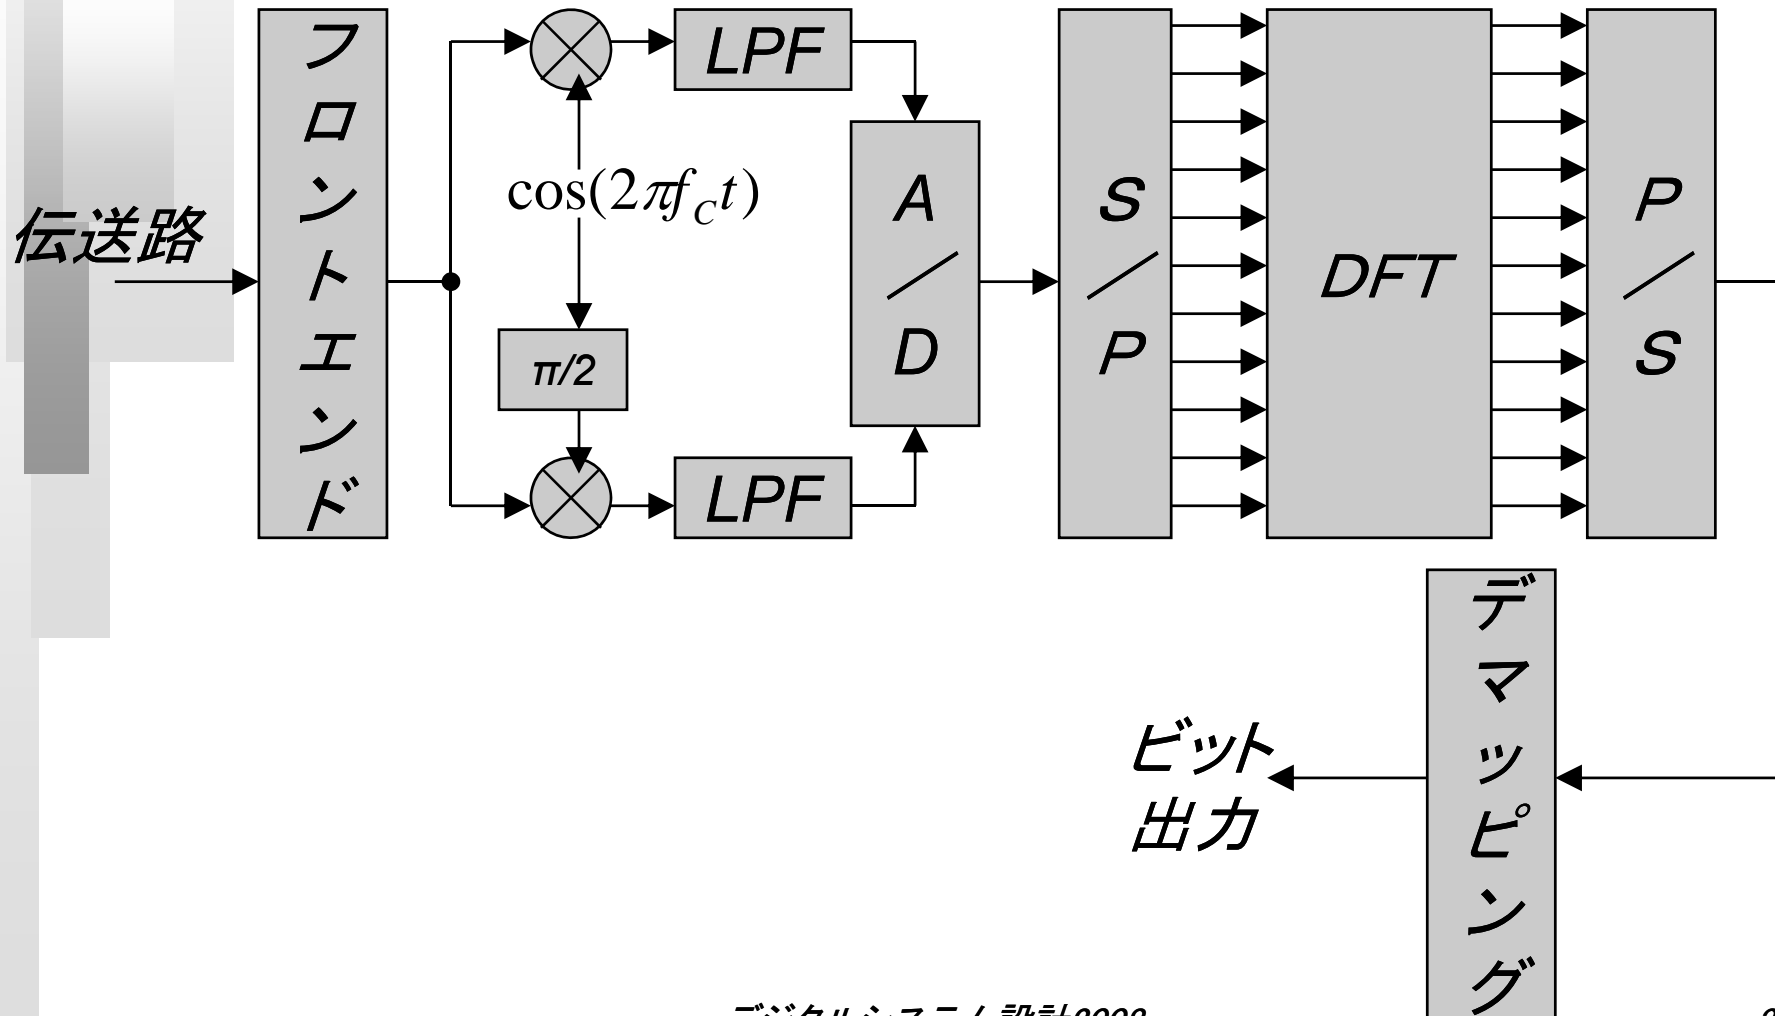 伝送路
フロントエンド
LPF
cos(2πf_C t)
π/2
LPF
A/D
S/P
DFT
P/S
デマッピング
ビット
出力